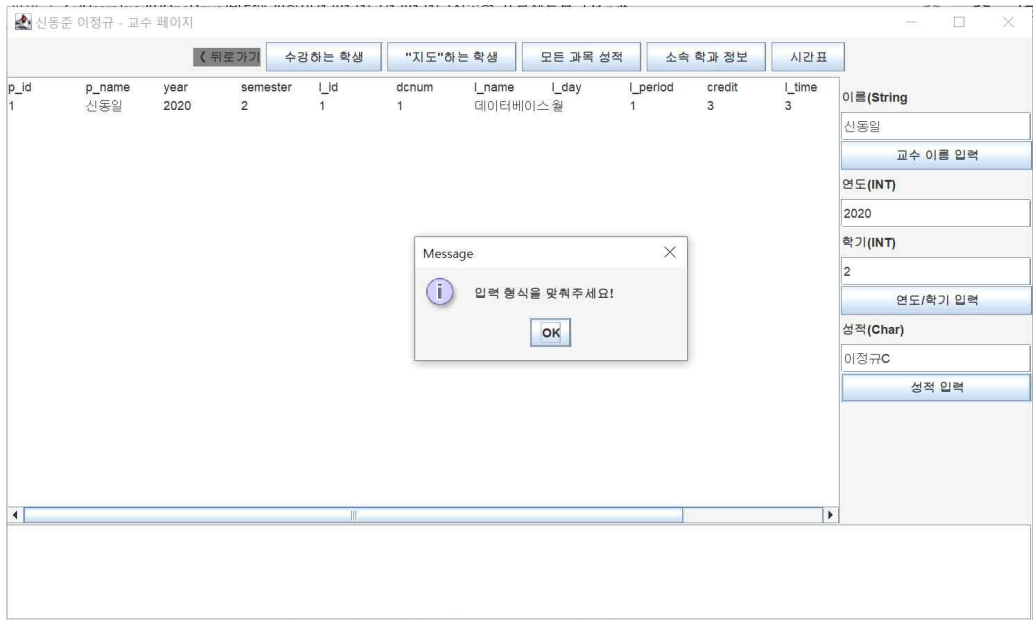 신동준 이정규 - 교수 페이지
《 뒤로가기 수강하는 학생 "지도"하는 학생 모든 과목 성적 소속 학과 정보 시간표
p_id p_name year semester l_id dcnum l_name l_day l_period credit l_time
1 신동일 2020 2 1 1 데이터베이스 월 1 3 3
이름(String
신동일
교수 이름 입력
연도(INT)
2020
학기(INT)
2
연도/학기 입력
성적(Char)
이정규C
성적 입력
Message
입력 형식을 맞춰주세요!
OK